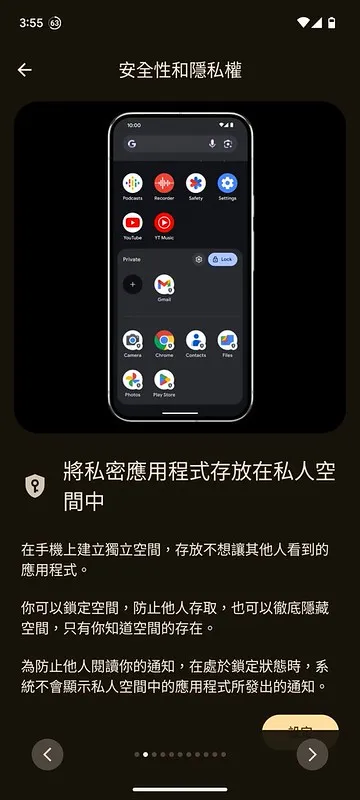 3:55 63
安全性和隱私權
10:00
Podcasts Recorder Safety Settings
YouTube YT Music
Private Lock
Gmail
Camera Chrome Contacts Files
Photos Play Store
將私密應用程式存放在私人空
間中
在手機上建立獨立空間，存放不想讓其他人看到的
應用程式。
你可以鎖定空間，防止他人存取，也可以徹底隱藏
空間，只有你知道空間的存在。
為防止他人閱讀你的通知，在處於鎖定狀態時，系
統不會顯示私人空間中的應用程式所發出的通知。